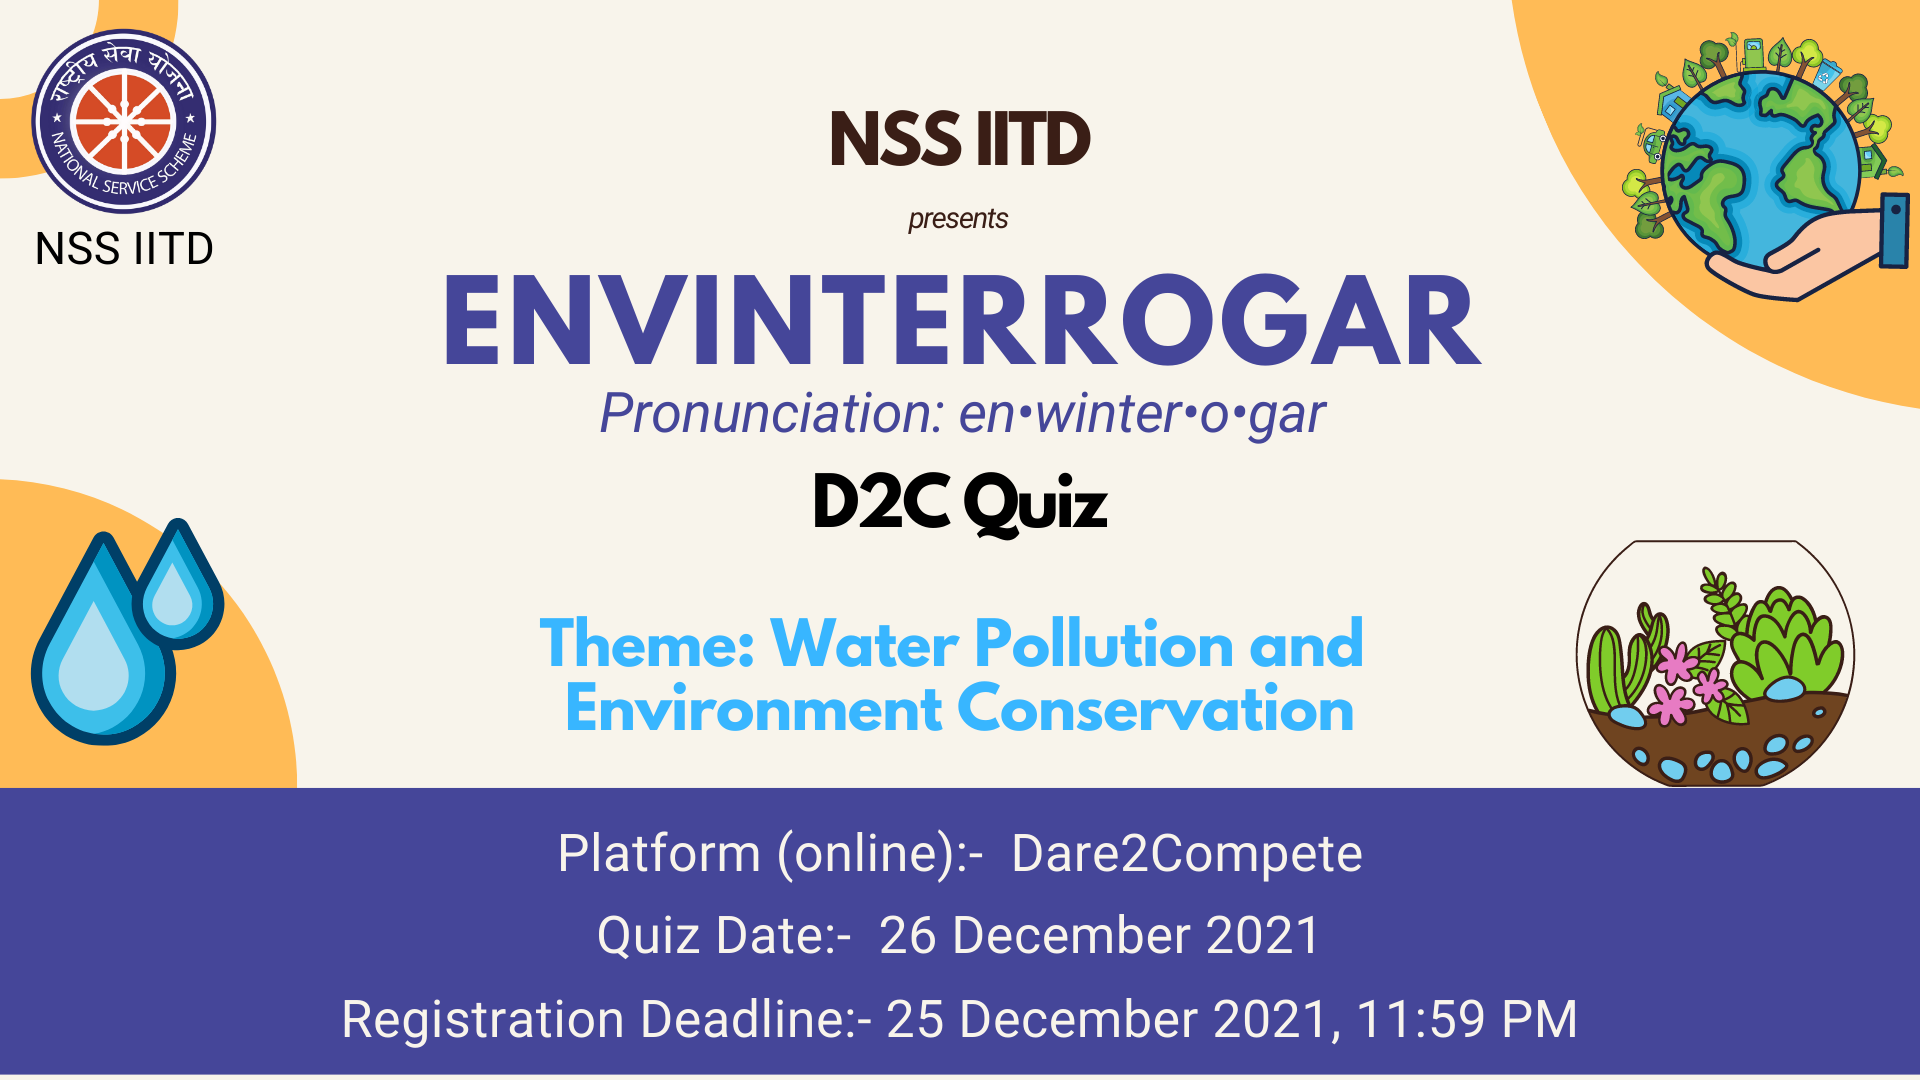 राष्ट्रीय सेवा योजना
NATIONAL SERVICE SCHEME
NSS IITD
NSS IITD
presents
ENVINTERROGAR
Pronunciation: en•winter•o•gar
D2C Quiz
Theme: Water Pollution and
Environment Conservation
Platform (online):- Dare2Compete
Quiz Date:- 26 December 2021
Registration Deadline:- 25 December 2021, 11:59 PM